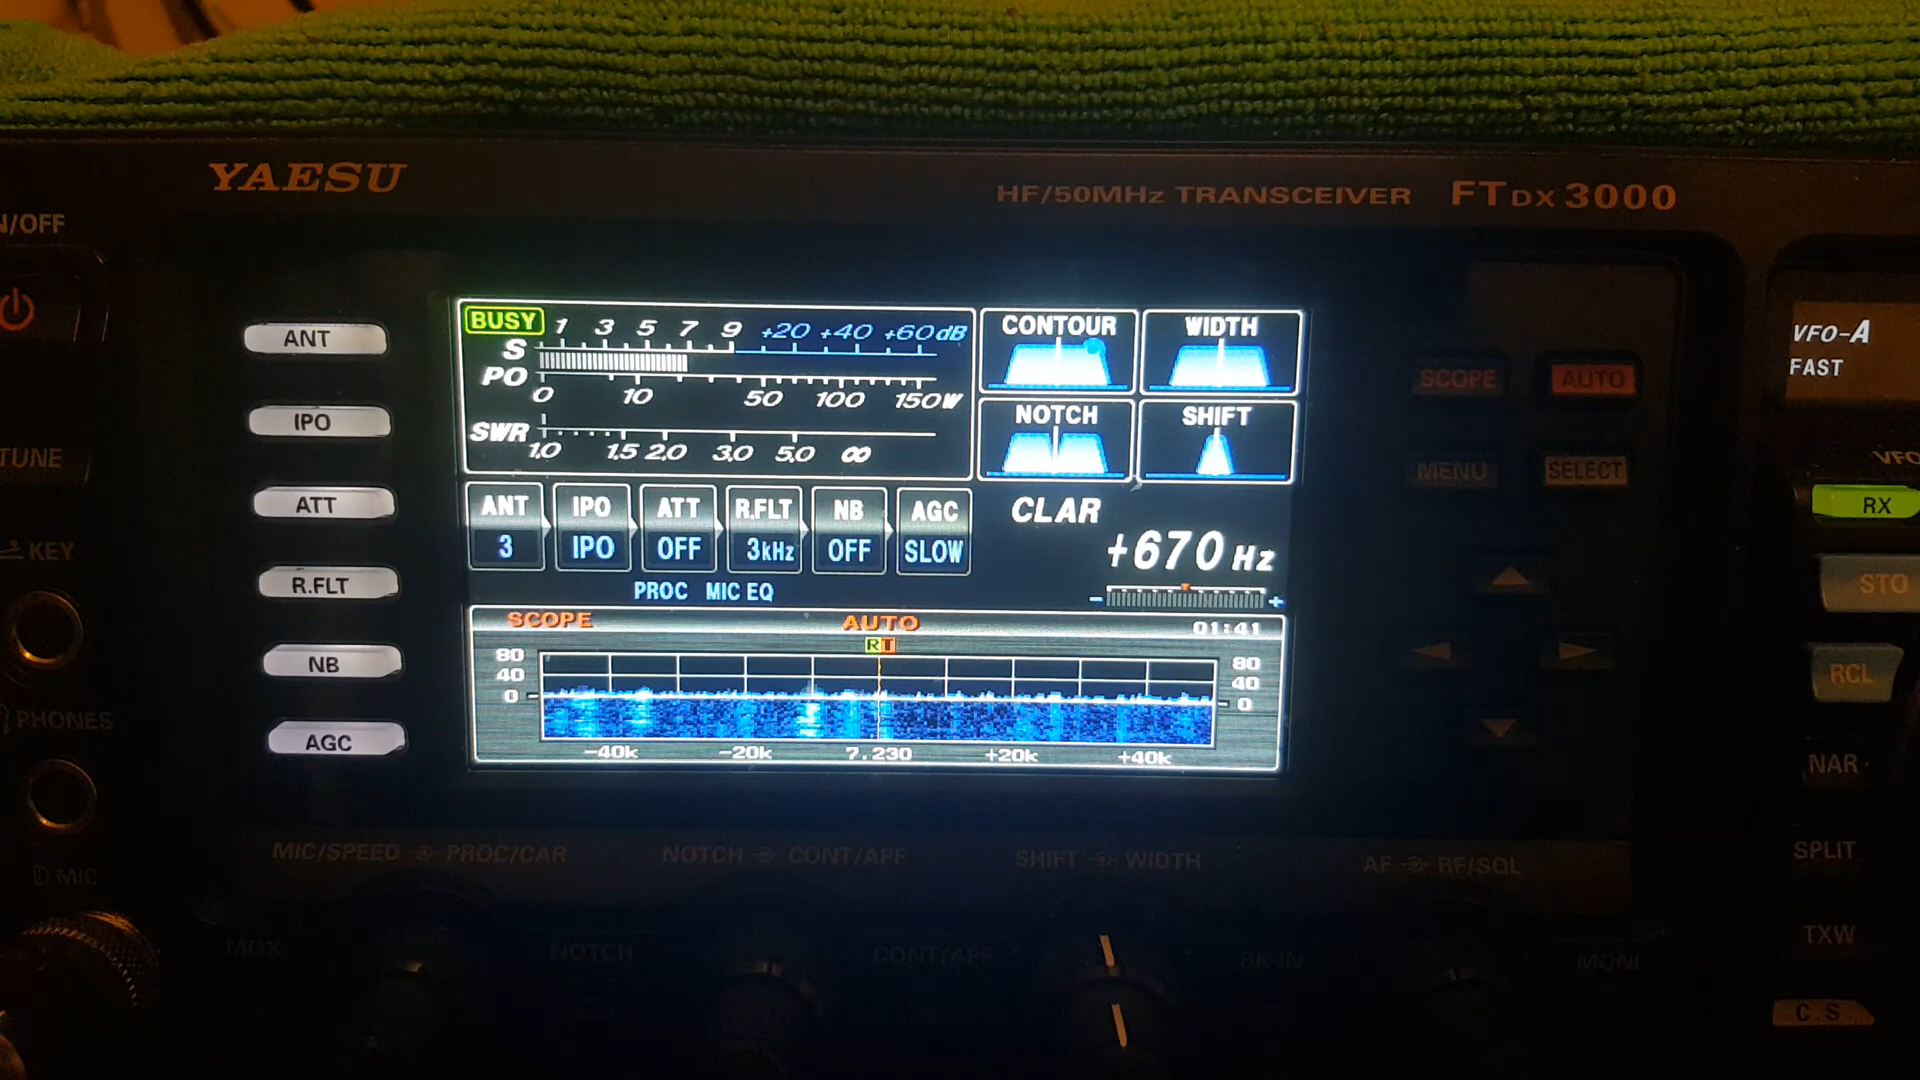 YAESU
HF/50MHz TRANSCEIVER FTDX3000
N/OFF
TUNE
KEY
PHONES
MIC
ANT
IPO
ATT
R.FLT
NB
AGC
BUSY 1 3 5 7 9 +20 +40 +60dB
S
PO
0 10 50 100 150W
SWR
1.0 1.5 2.0 3.0 5.0 ∞
CONTOUR
WIDTH
NOTCH
SHIFT
ANT IPO ATT R.FLT NB AGC
3 IPO OFF 3kHz OFF SLOW
CLAR
+670 Hz
PROC MIC EQ
- +
SCOPE AUTO 01:41
R T
80 80
40 40
0 0
-40k -20k 7.230 +20k +40k
SCOPE AUTO
MENU SELECT
MIC/SPEED PROC/CAR
NOTCH CONT/APF
SHIFT WIDTH
AF RF/SQL
MOX
NOTCH
CONT/APF
BK-IN
MONI
VFO-A
FAST
VFO
RX
STO
RCL
NAR
SPLIT
TXW
C.S